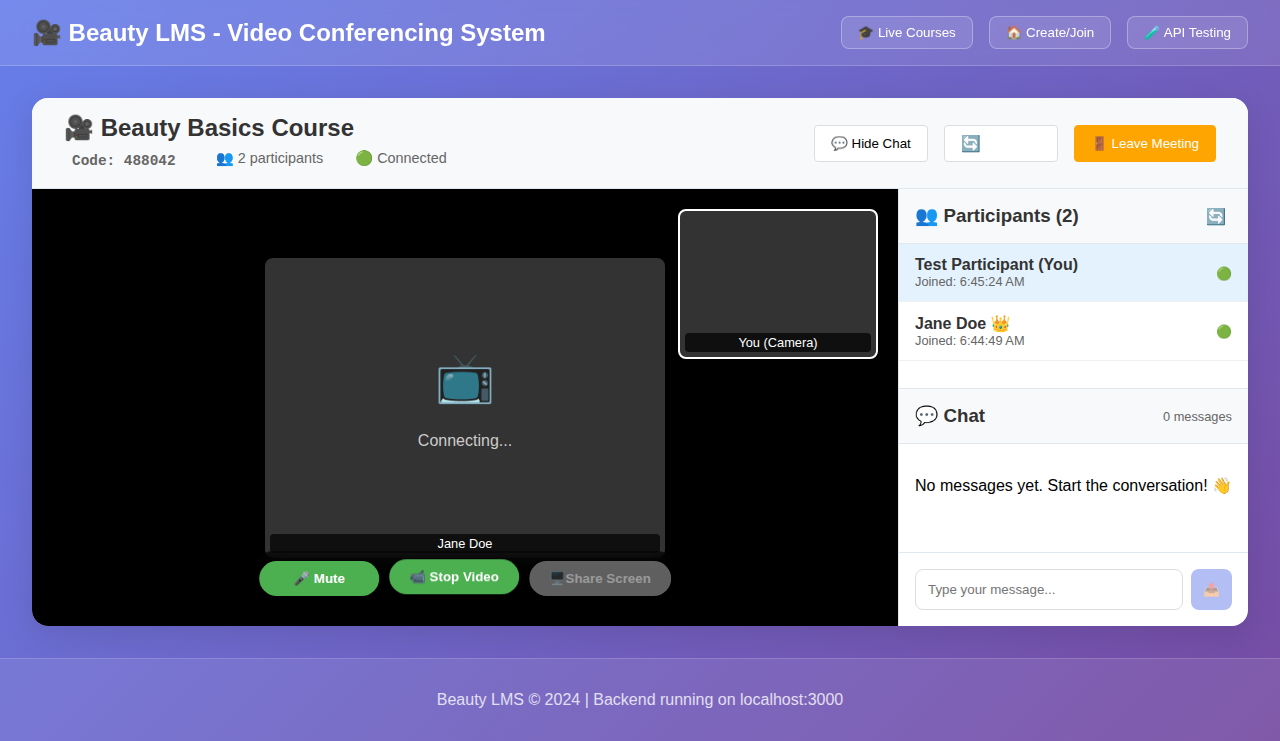 🎥 Beauty LMS - Video Conferencing System
🎓 Live Courses
🏠 Create/Join
🧪 API Testing
🎥 Beauty Basics Course
Code: 488042
👥 2 participants
🟢 Connected
💬 Hide Chat
🔄
🚪 Leave Meeting
You (Camera)
📺
Connecting...
Jane Doe
🎤 Mute
📹 Stop Video
🖥️Share Screen
👥 Participants (2)
🔄
Test Participant (You)
Joined: 6:45:24 AM
🟢
Jane Doe 👑
Joined: 6:44:49 AM
🟢
💬 Chat
0 messages
No messages yet. Start the conversation! 👋
Type your message...
📤
Beauty LMS © 2024 | Backend running on localhost:3000